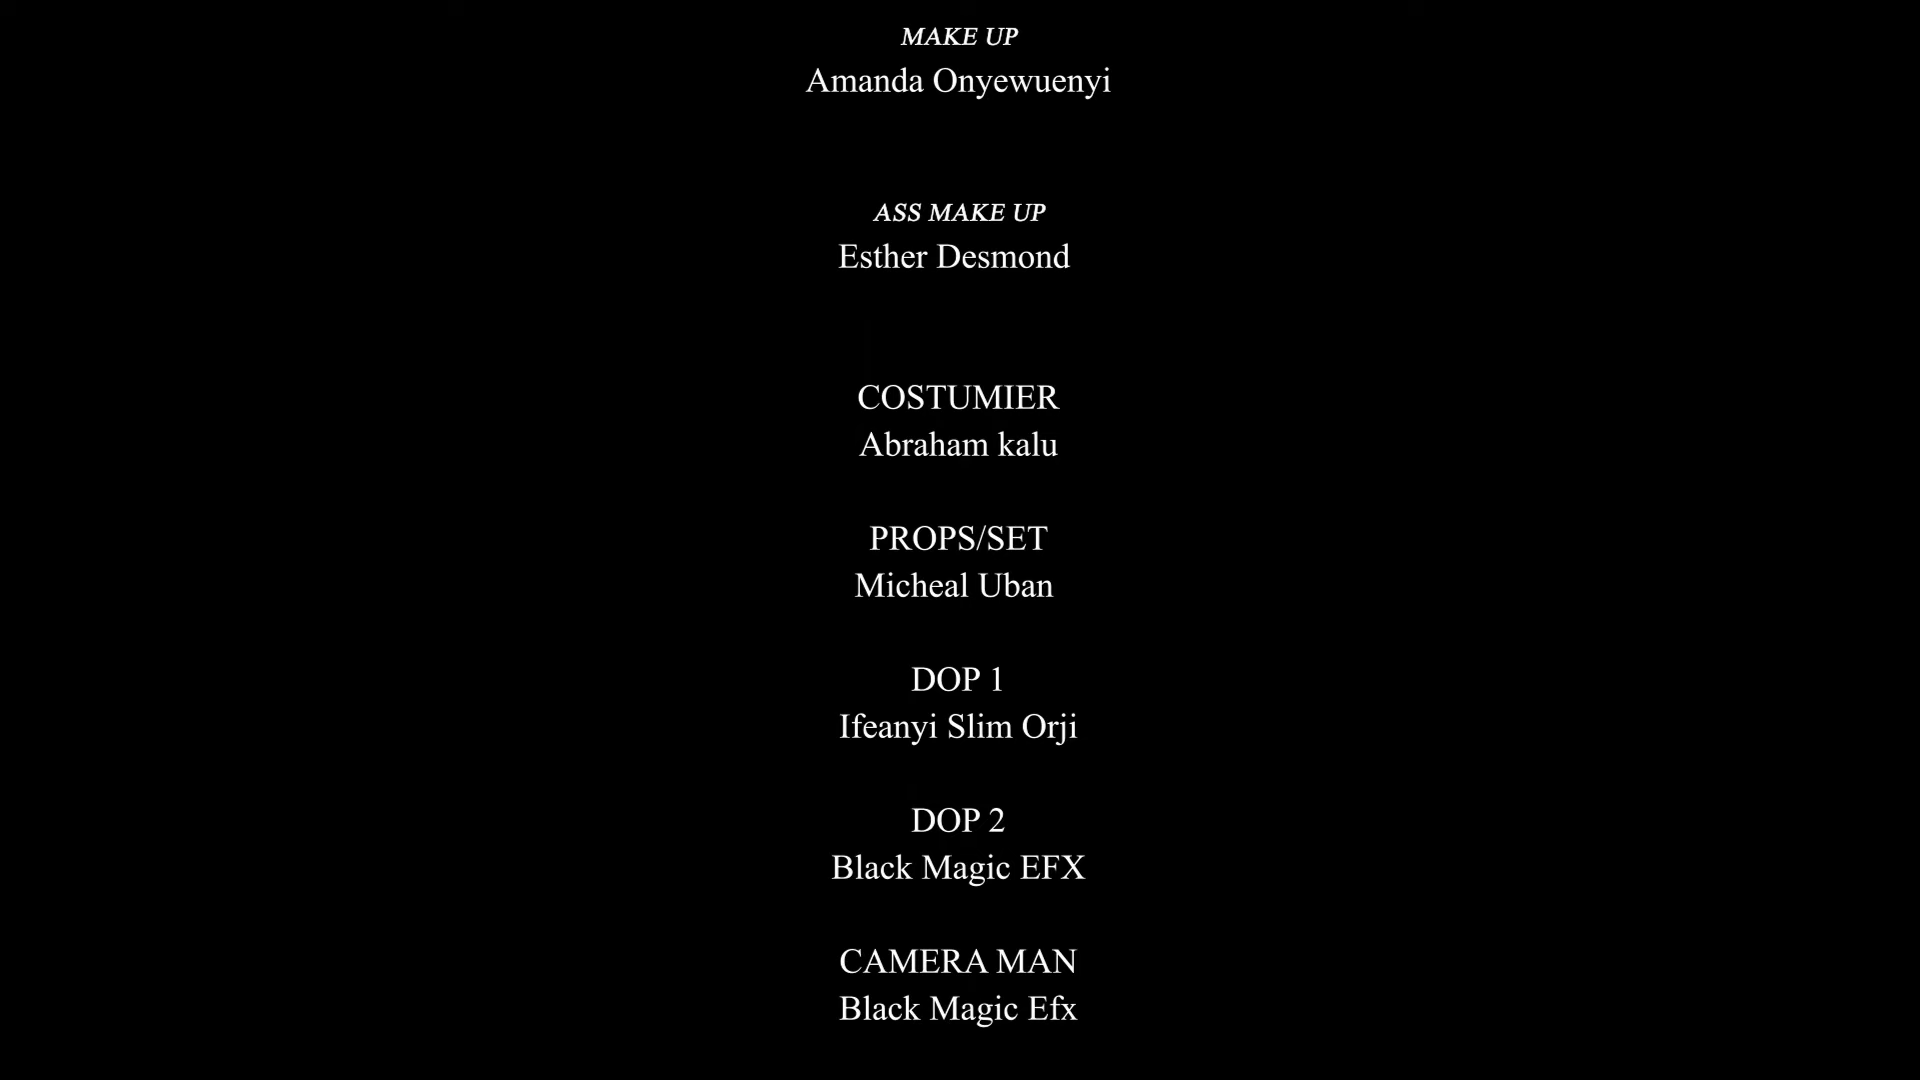 MAKE UP
Amanda Onyewuenyi
ASS MAKE UP
Esther Desmond
COSTUMIER
Abraham kalu
PROPS/SET
Micheal Uban
DOP 1
Ifeanyi Slim Orji
DOP 2
Black Magic EFX
CAMERA MAN
Black Magic Efx